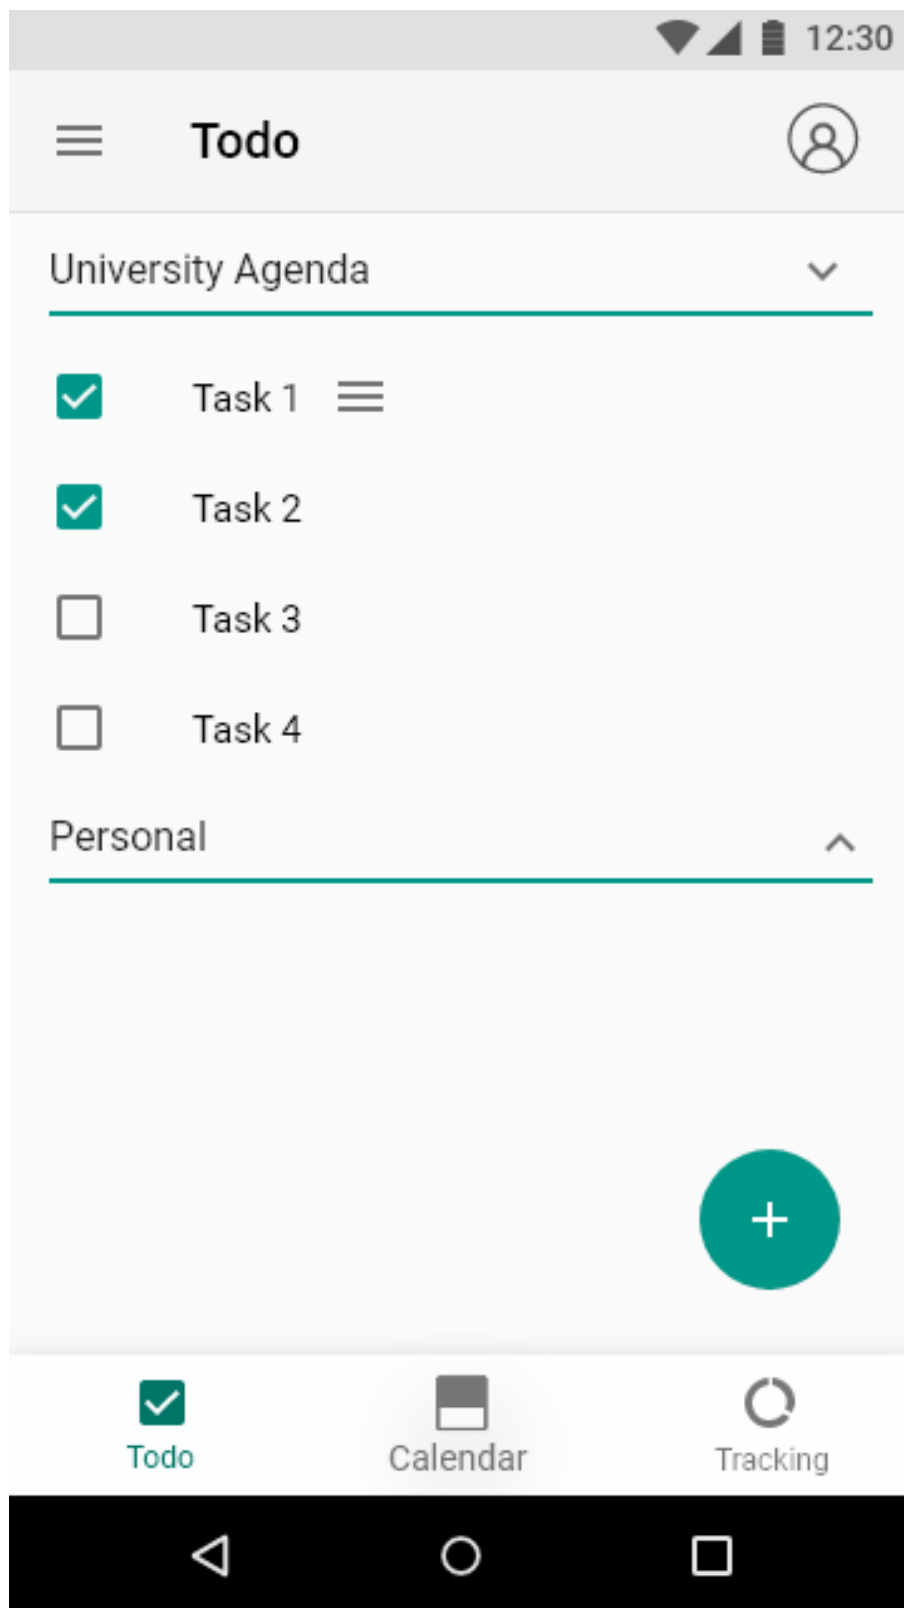 12:30
Todo
University Agenda
Task 1
Task 2
Task 3
Task 4
Personal
Todo
Calendar
Tracking